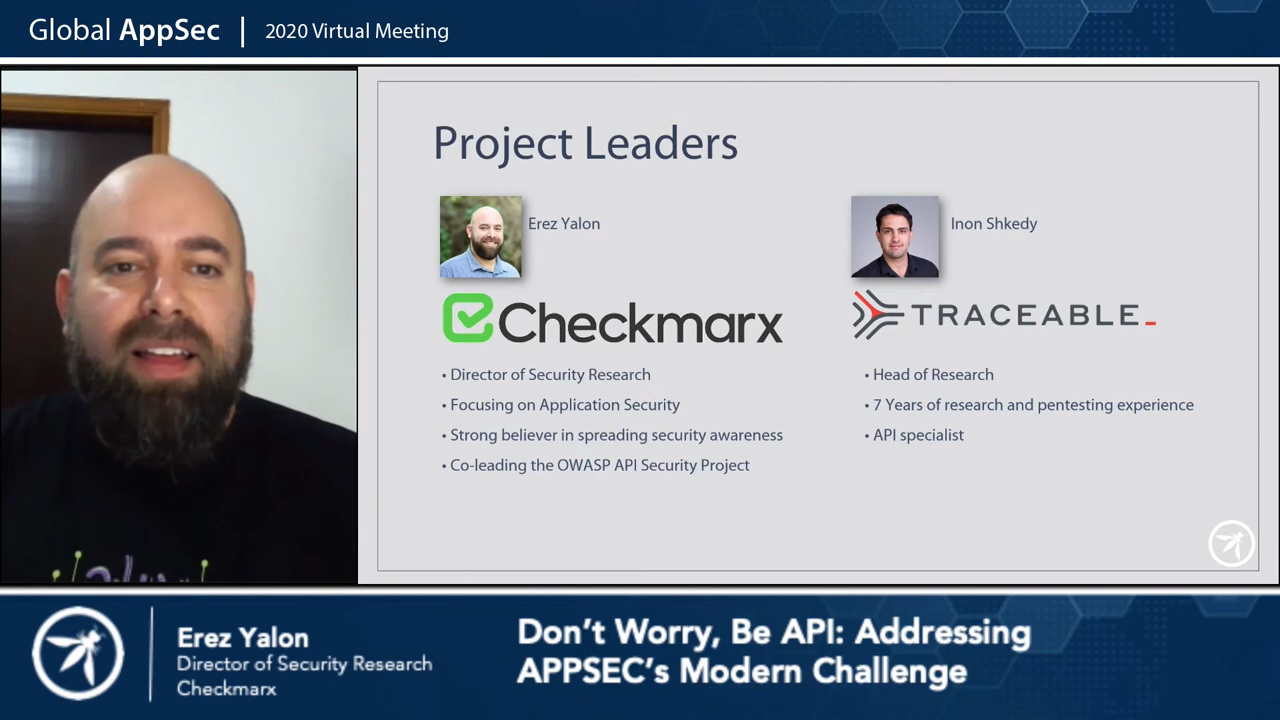 Global AppSec | 2020 Virtual Meeting
Project Leaders
Erez Yalon
Checkmarx
• Director of Security Research
• Focusing on Application Security
• Strong believer in spreading security awareness
• Co-leading the OWASP API Security Project
Inon Shkedy
TRACEABLE_
• Head of Research
• 7 Years of research and pentesting experience
• API specialist
Erez Yalon
Director of Security Research
Checkmarx
Don't Worry, Be API: Addressing
APPSEC's Modern Challenge